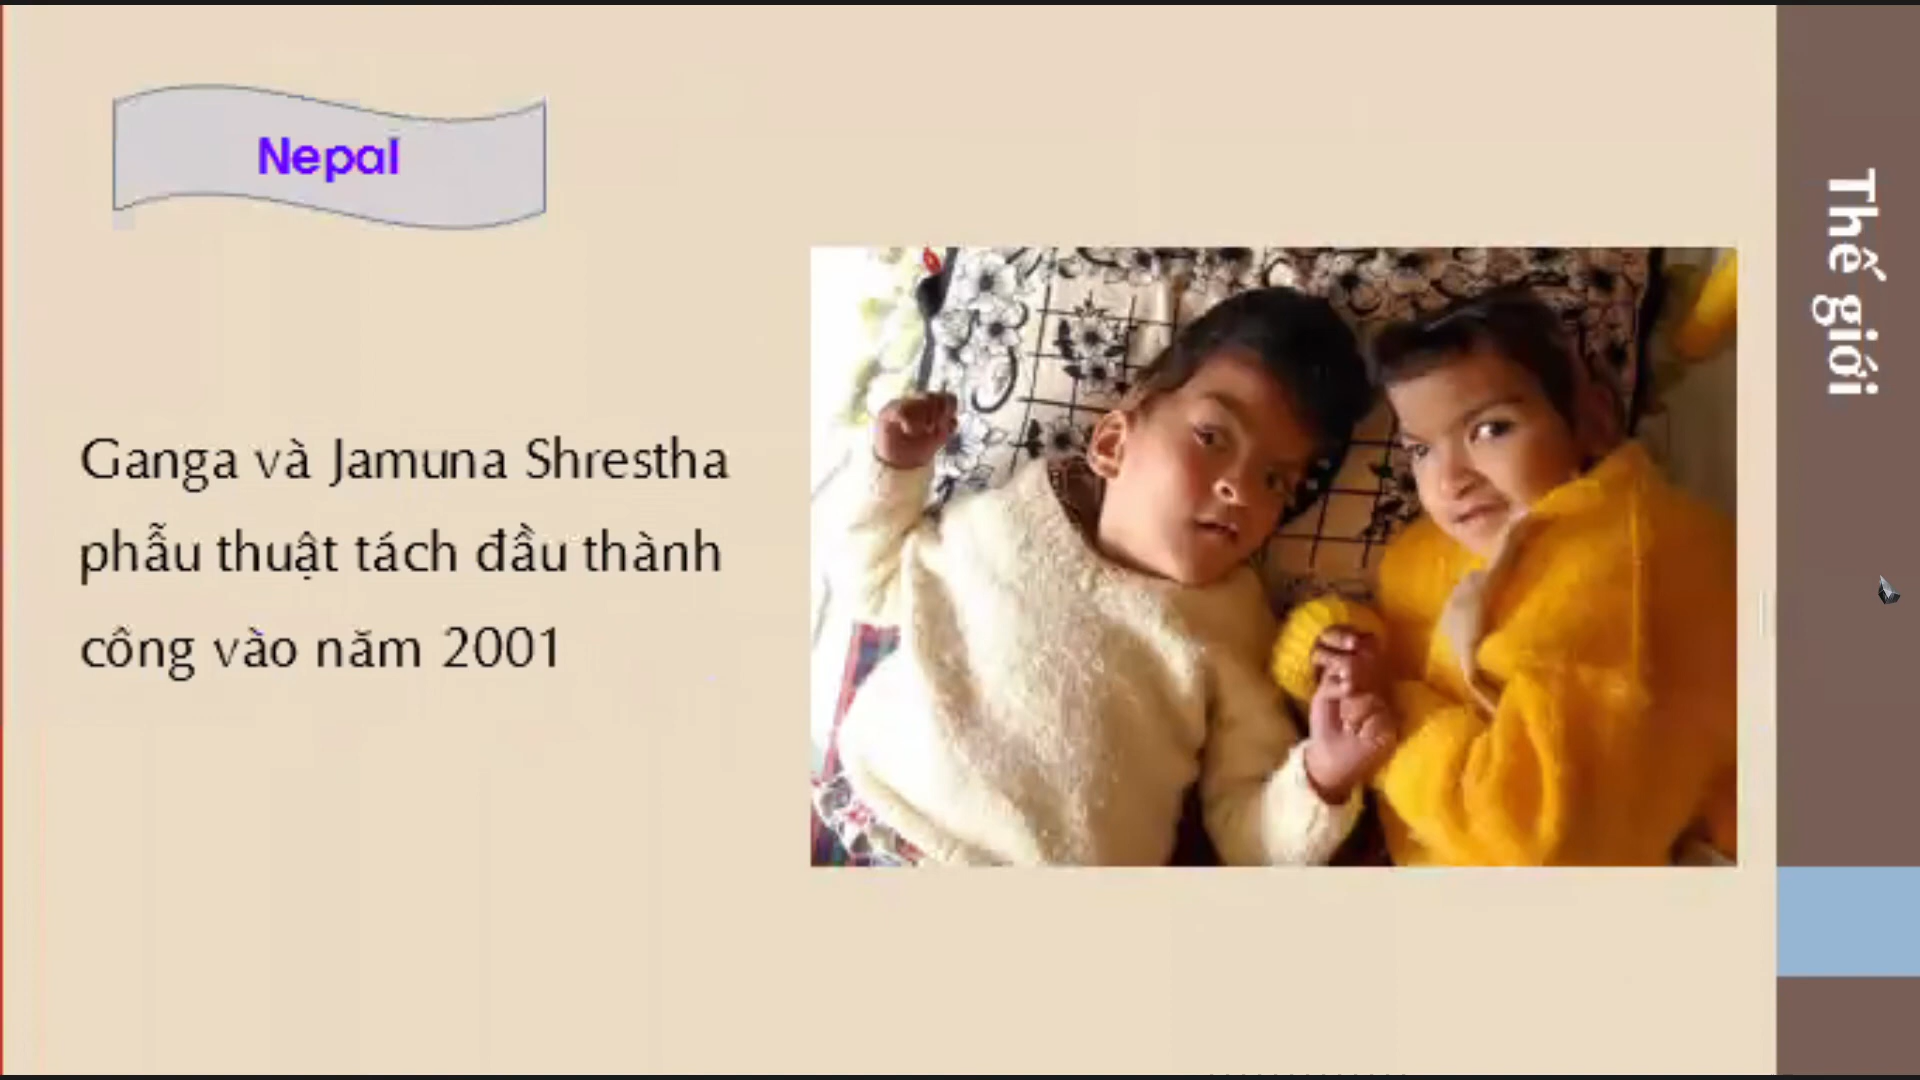 Nepal
Ganga và Jamuna Shrestha
phẫu thuật tách đầu thành
công vào năm 2001
Thế giới